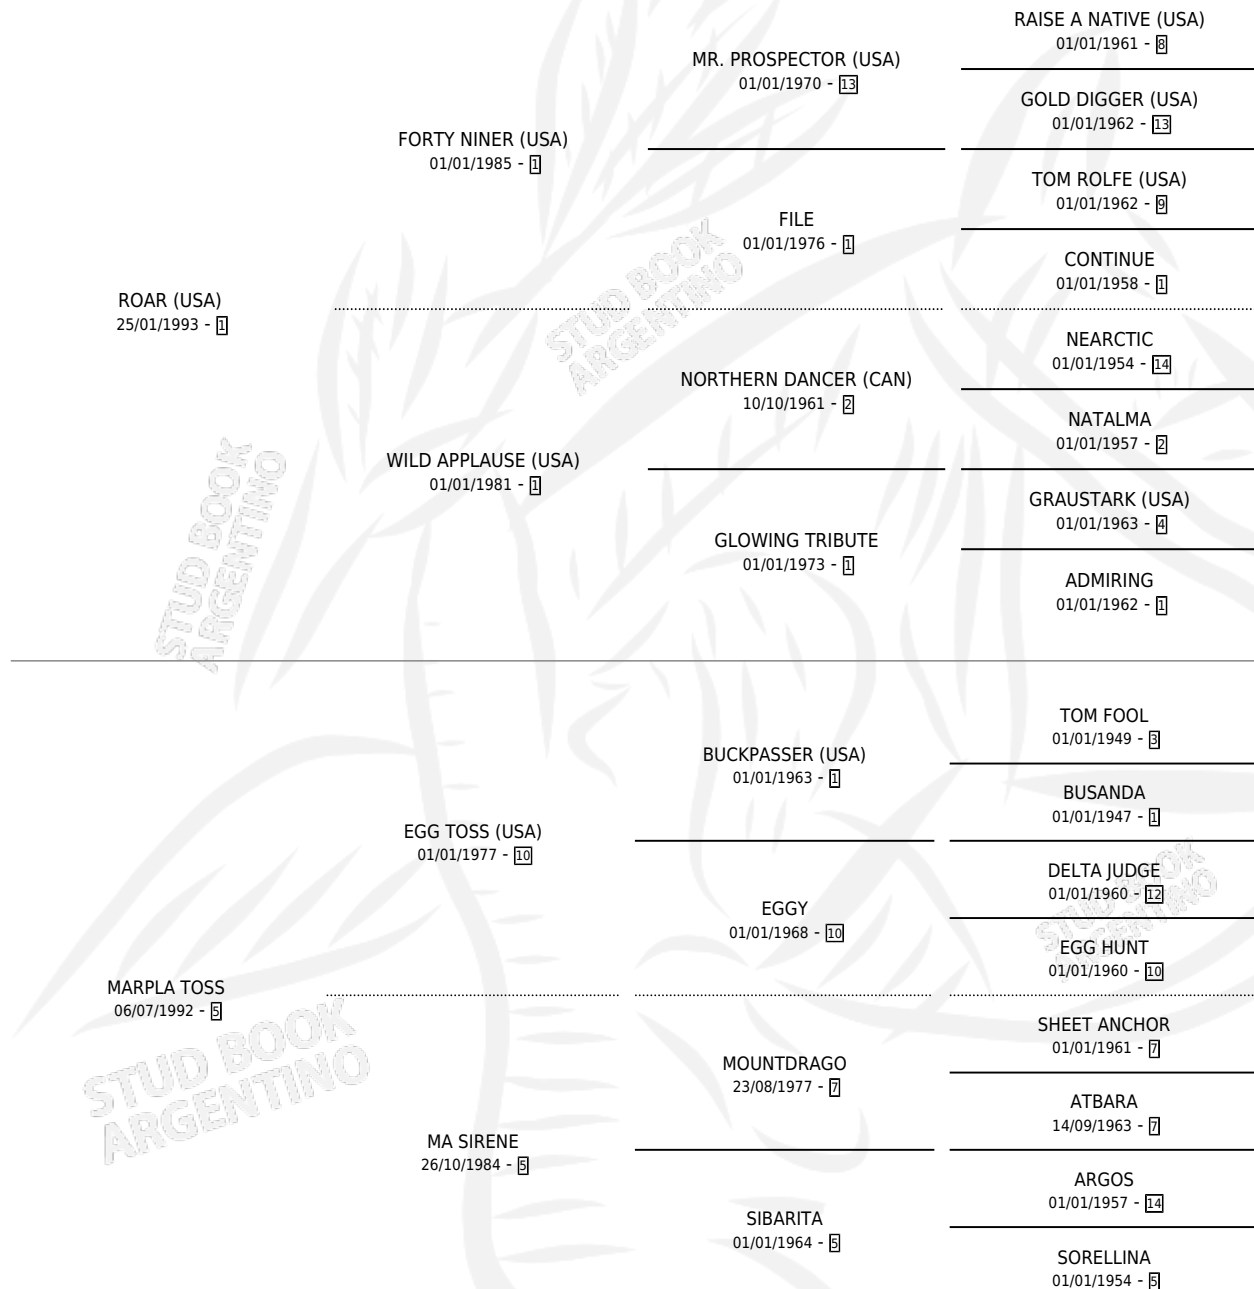 RAISE A NATIVE (USA)
01/01/1961 - 8
MR. PROSPECTOR (USA)
01/01/1970 - 13
GOLD DIGGER (USA)
01/01/1962 - 13
FORTY NINER (USA)
01/01/1985 - 1
TOM ROLFE (USA)
01/01/1962 - 9
FILE
01/01/1976 - 1
CONTINUE
01/01/1958 - 1
ROAR (USA)
25/01/1993 - 1
STUD BOOK
ARGENTINO
NEARCTIC
01/01/1954 - 14
NORTHERN DANCER (CAN)
10/10/1961 - 2
NATALMA
01/01/1957 - 2
WILD APPLAUSE (USA)
01/01/1981 - 1
GRAUSTARK (USA)
01/01/1963 - 4
GLOWING TRIBUTE
01/01/1973 - 1
ADMIRING
01/01/1962 - 1
STUD BOOK
ARGENTINO
TOM FOOL
01/01/1949 - 3
BUCKPASSER (USA)
01/01/1963 - 1
BUSANDA
01/01/1947 - 1
EGG TOSS (USA)
01/01/1977 - 10
DELTA JUDGE
01/01/1960 - 12
EGGY
01/01/1968 - 10
STUD BOOK
ARGENTINO
EGG HUNT
01/01/1960 - 10
MARPLA TOSS
06/07/1992 - 5
STUD BOOK
ARGENTINO
SHEET ANCHOR
01/01/1961 - 7
MOUNTDRAGO
23/08/1977 - 7
ATBARA
14/09/1963 - 7
MA SIRENE
26/10/1984 - 5
ARGOS
01/01/1957 - 14
SIBARITA
01/01/1964 - 5
SORELLINA
01/01/1954 - 5